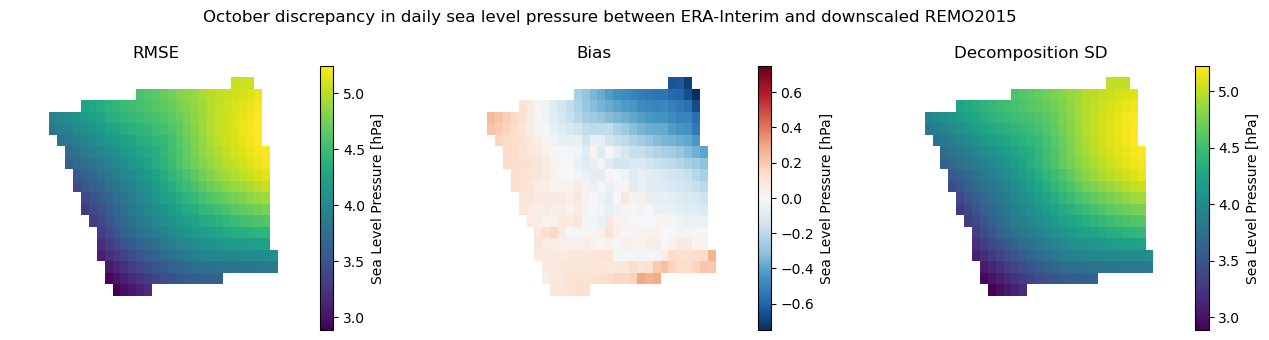 October discrepancy in daily sea level pressure between ERA-Interim and downscaled REMO2015
RMSE
5.0
4.5
4.0
3.5
3.0
Sea Level Pressure [hPa]
Bias
0.6
0.4
0.2
0.0
−0.2
−0.4
−0.6
Sea Level Pressure [hPa]
Decomposition SD
5.0
4.5
4.0
3.5
3.0
Sea Level Pressure [hPa]